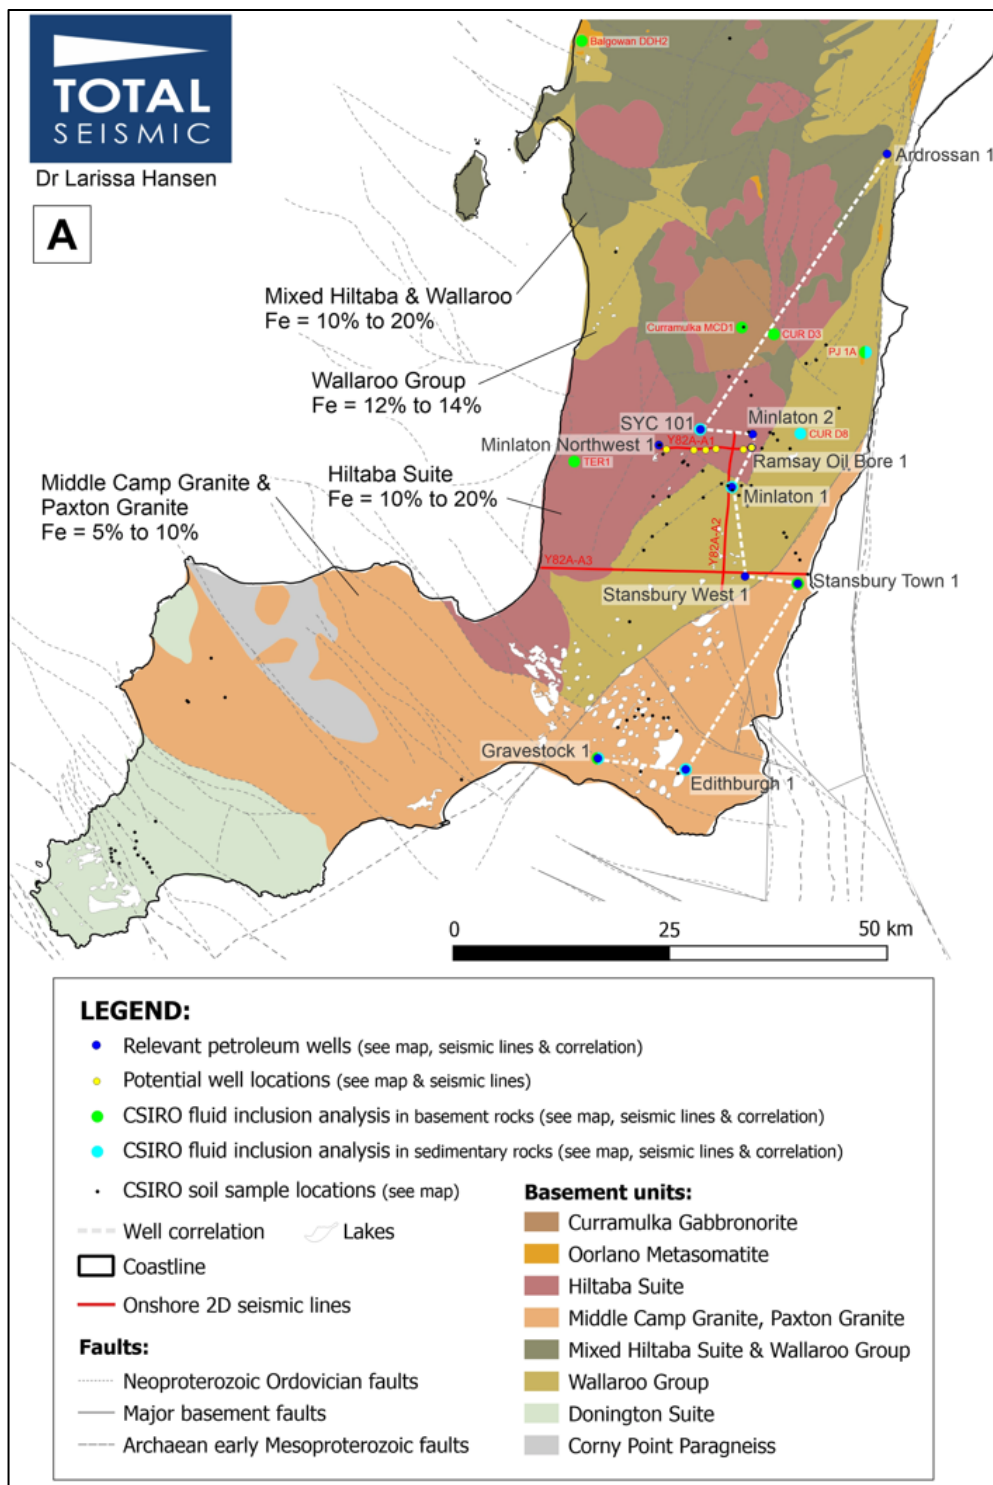 TOTAL
SEISMIC
Dr Larissa Hansen
A
Balgowan DDH2
Ardrossan 1
Mixed Hiltaba & Wallaroo
Fe = 10% to 20%
Curramulka MCD1
CUR D3
PJ 1A
Wallaroo Group
Fe = 12% to 14%
SYC 101
Minlaton 2
CUR D8
Minlaton Northwest 1
Y82A-A1
Ramsay Oil Bore 1
TER1
Hiltaba Suite
Fe = 10% to 20%
Middle Camp Granite &
Paxton Granite
Fe = 5% to 10%
Minlaton 1
Y82A-A2
Y82A-A3
Stansbury West 1
Stansbury Town 1
Gravestock 1
Edithburgh 1
0 25 50 km
LEGEND:
Relevant petroleum wells (see map, seismic lines & correlation)
Potential well locations (see map & seismic lines)
CSIRO fluid inclusion analysis in basement rocks (see map, seismic lines & correlation)
CSIRO fluid inclusion analysis in sedimentary rocks (see map, seismic lines & correlation)
CSIRO soil sample locations (see map)
Well correlation
Lakes
Coastline
Onshore 2D seismic lines
Faults:
Neoproterozoic Ordovician faults
Major basement faults
Archaean early Mesoproterozoic faults
Basement units:
Curramulka Gabbronorite
Oorlano Metasomatite
Hiltaba Suite
Middle Camp Granite, Paxton Granite
Mixed Hiltaba Suite & Wallaroo Group
Wallaroo Group
Donington Suite
Corny Point Paragneiss